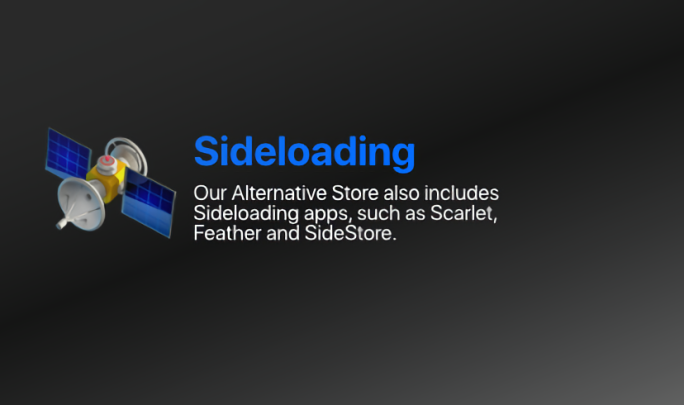 Sideloading
Our Alternative Store also includes
Sideloading apps, such as Scarlet,
Feather and SideStore.